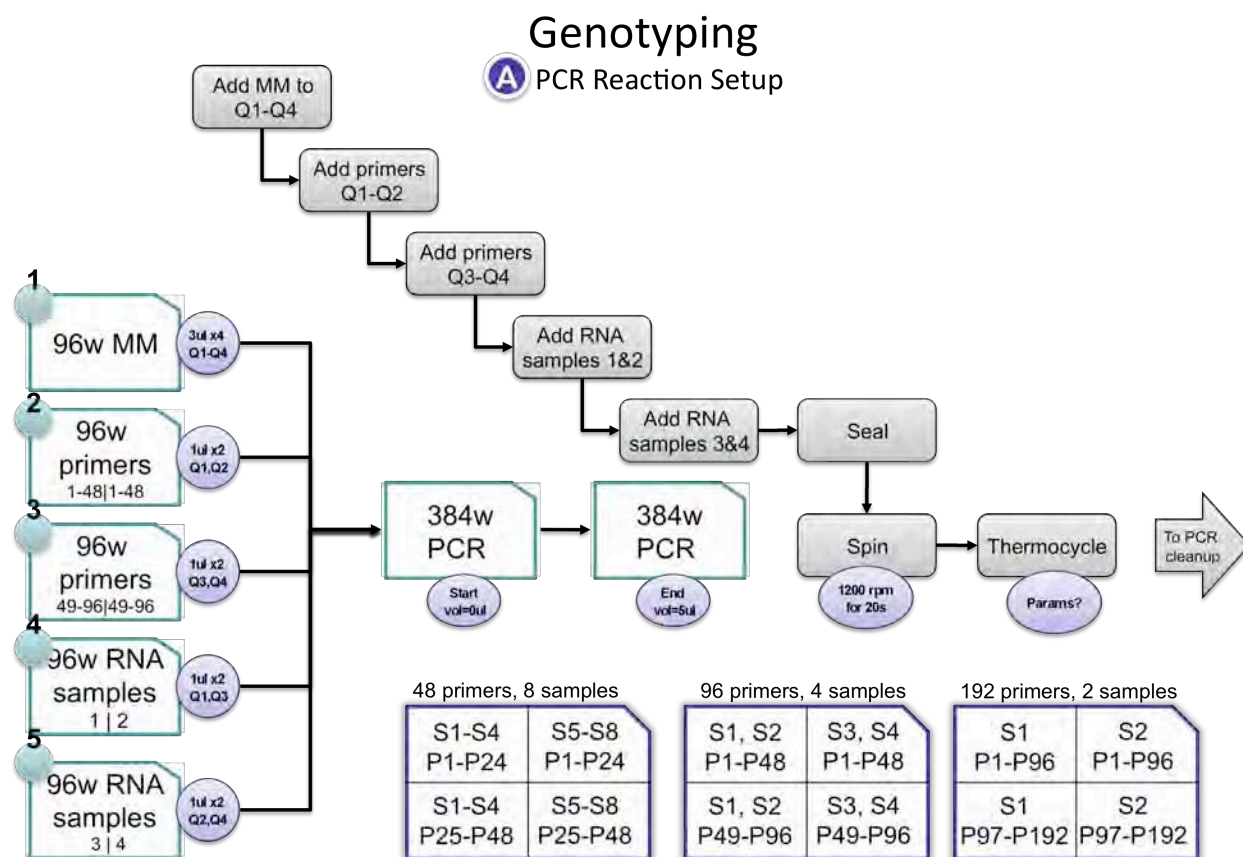 Genotyping
A PCR Reaction Setup
Add MM to
Q1-Q4
Add primers
Q1-Q2
Add primers
Q3-Q4
Add RNA
samples 1&2
Add RNA
samples 3&4
Seal
Spin
1200 rpm
for 20s
Thermocycle
Params?
To PCR
cleanup
1
96w MM
3ul x4
Q1-Q4
2
96w
primers
1-48|1-48
1ul x2
Q1,Q2
3
96w
primers
49-96|49-96
1ul x2
Q3,Q4
4
96w RNA
samples
1 | 2
1ul x2
Q1,Q3
5
96w RNA
samples
3 | 4
1ul x2
Q2,Q4
384w
PCR
Start
vol=0ul
384w
PCR
End
vol=5ul
48 primers, 8 samples
S1-S4 S5-S8
P1-P24 P1-P24
S1-S4 S5-S8
P25-P48 P25-P48
96 primers, 4 samples
S1, S2 S3, S4
P1-P48 P1-P48
S1, S2 S3, S4
P49-P96 P49-P96
192 primers, 2 samples
S1 S2
P1-P96 P1-P96
S1 S2
P97-P192 P97-P192